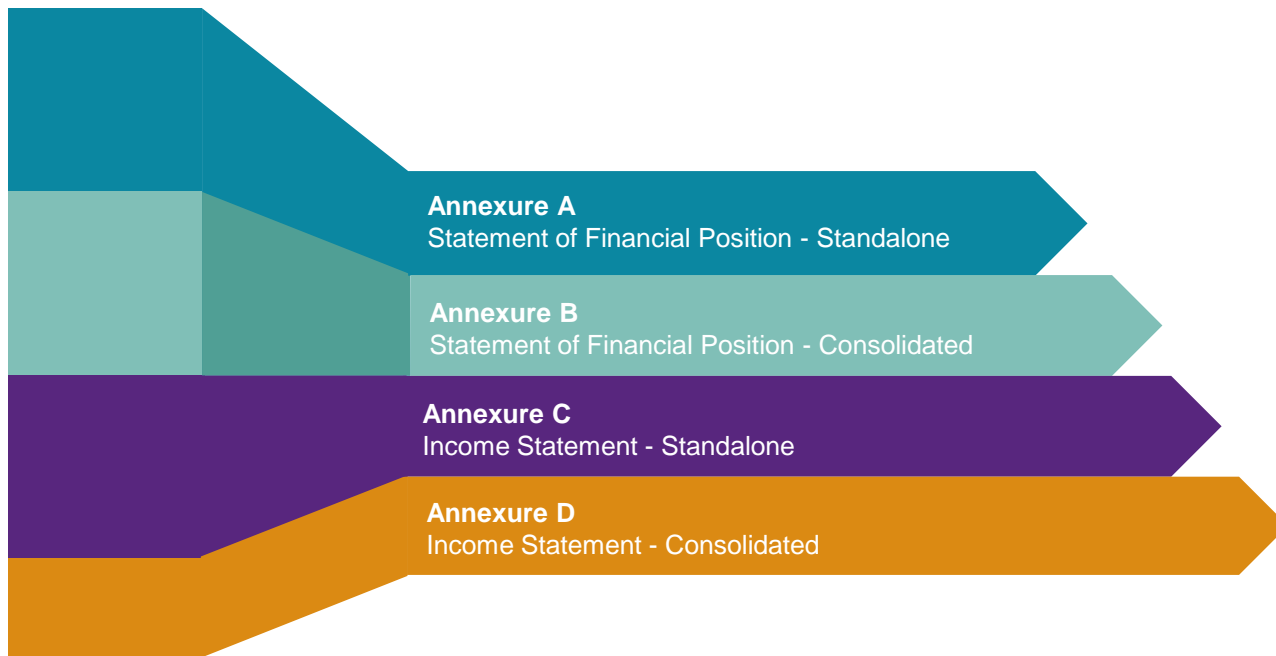 Annexure A
Statement of Financial Position - Standalone
Annexure B
Statement of Financial Position - Consolidated
Annexure C
Income Statement - Standalone
Annexure D
Income Statement - Consolidated